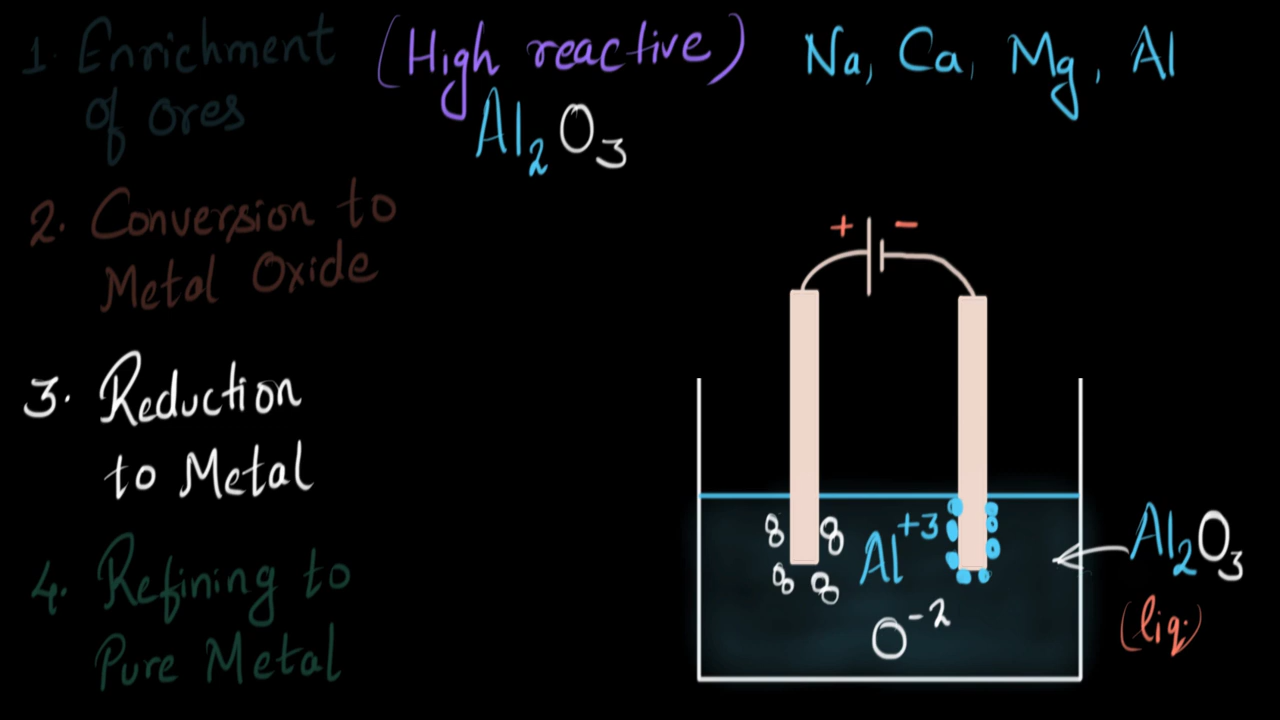 1. Enrichment of ores
(High reactive) Na, Ca, Mg, Al
Al₂O₃
2. Conversion to
Metal Oxide
3. Reduction
to Metal
4. Refining to
Pure Metal
+ −
Al⁺³
O⁻²
Al₂O₃
(liq.)